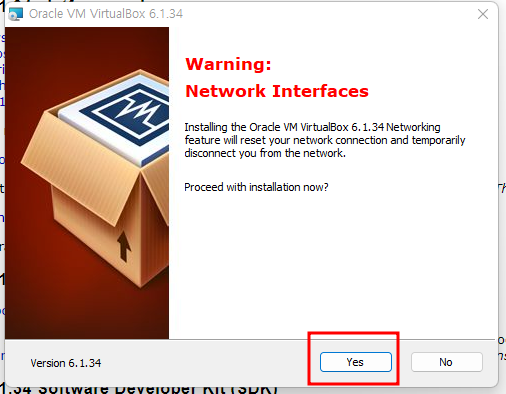 Oracle VM VirtualBox 6.1.34
Warning:
Network Interfaces
Installing the Oracle VM VirtualBox 6.1.34 Networking
feature will reset your network connection and temporarily
disconnect you from the network.
Proceed with installation now?
Version 6.1.34
Yes
No
1.34 Software Developer Kit (SDK)